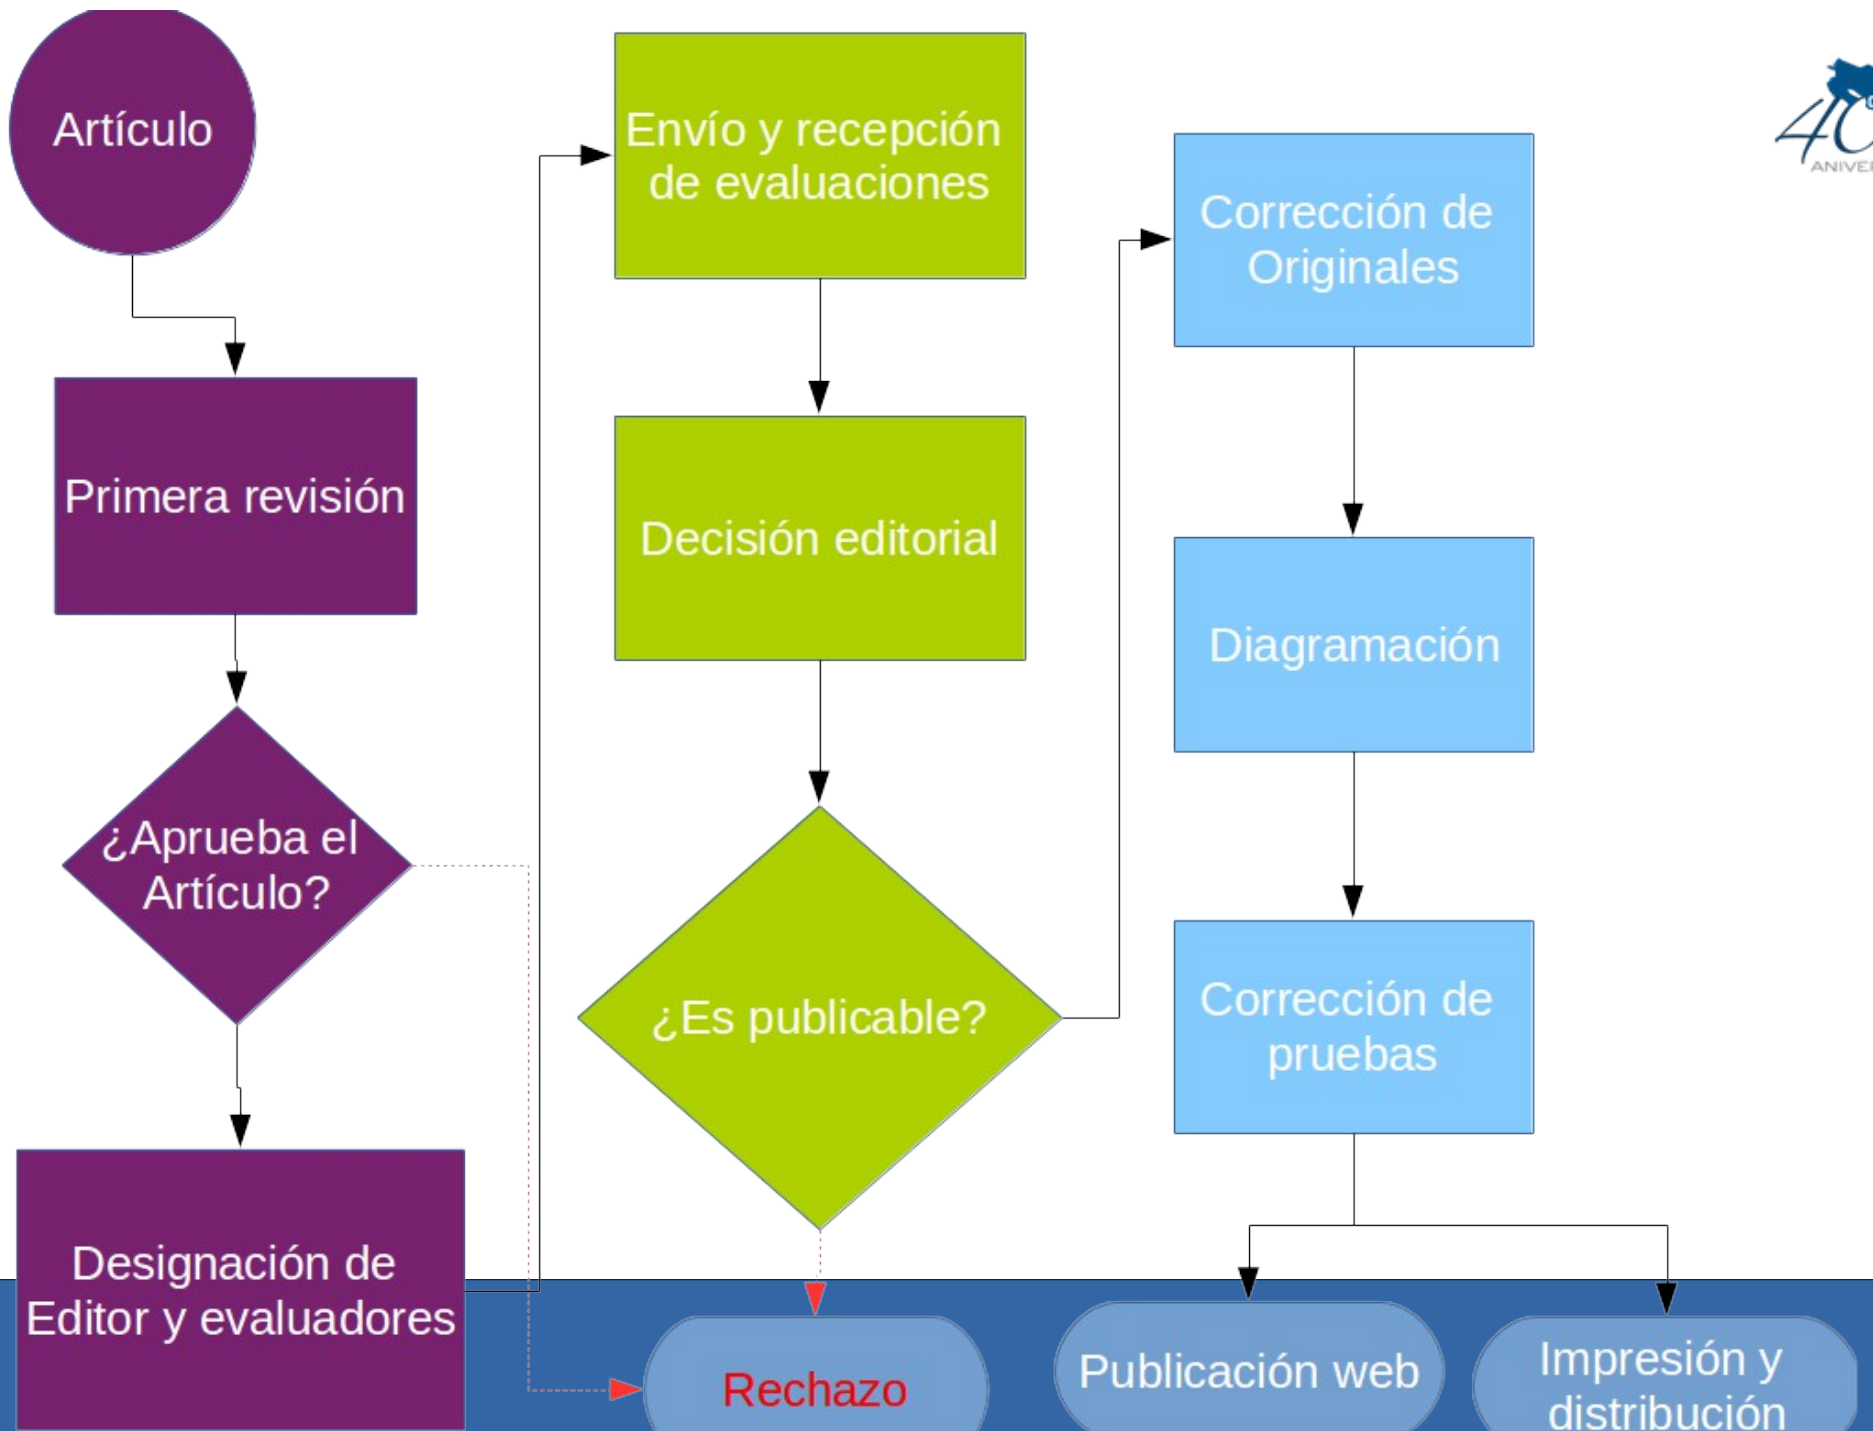 Artículo
Primera revisión
¿Aprueba el
Artículo?
Designación de
Editor y evaluadores
Envío y recepción
de evaluaciones
Decisión editorial
¿Es publicable?
Rechazo
Corrección de
Originales
Diagramación
Corrección de
pruebas
Publicación web
Impresión y
distribución
40